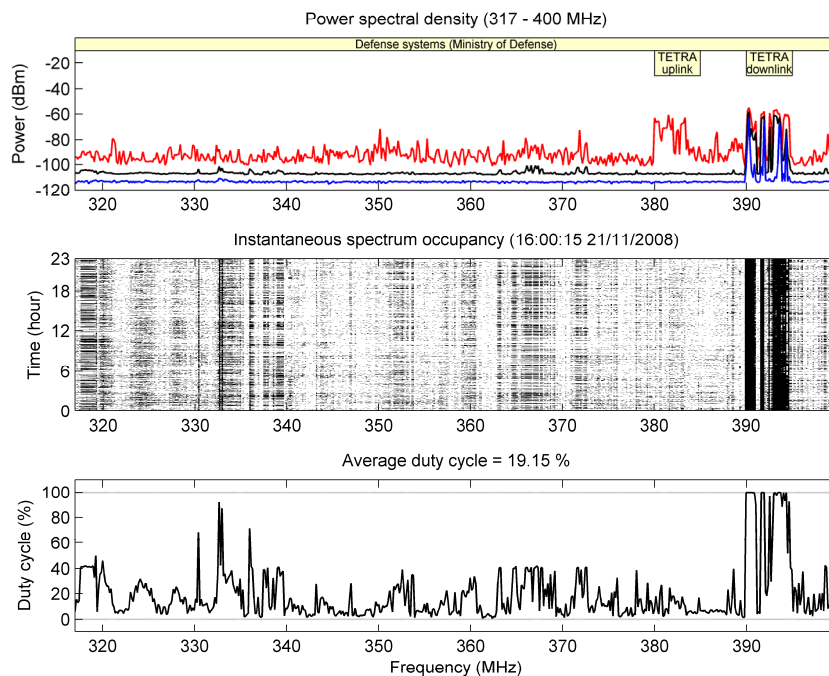 Power spectral density (317 - 400 MHz)
Defense systems (Ministry of Defense)
TETRA
uplink
TETRA
downlink
Power (dBm)
-20
-40
-60
-80
-100
-120
320 330 340 350 360 370 380 390
Instantaneous spectrum occupancy (16:00:15 21/11/2008)
Time (hour)
23
18
12
6
0
320 330 340 350 360 370 380 390
Average duty cycle = 19.15 %
Duty cycle (%)
100
80
60
40
20
0
320 330 340 350 360 370 380 390
Frequency (MHz)